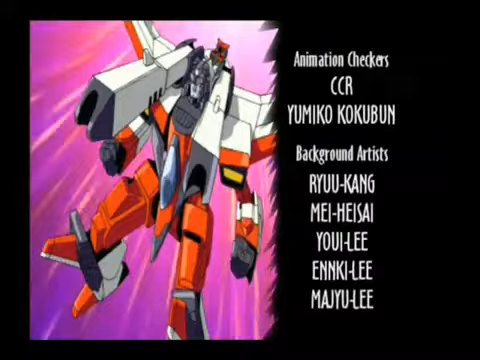 Animation Checkers
CCR
YUMIKO KOKUBUN
Background Artists
RYUU-KANG
MEI-HEISAI
YOUI-LEE
ENNKI-LEE
MAJYU-LEE